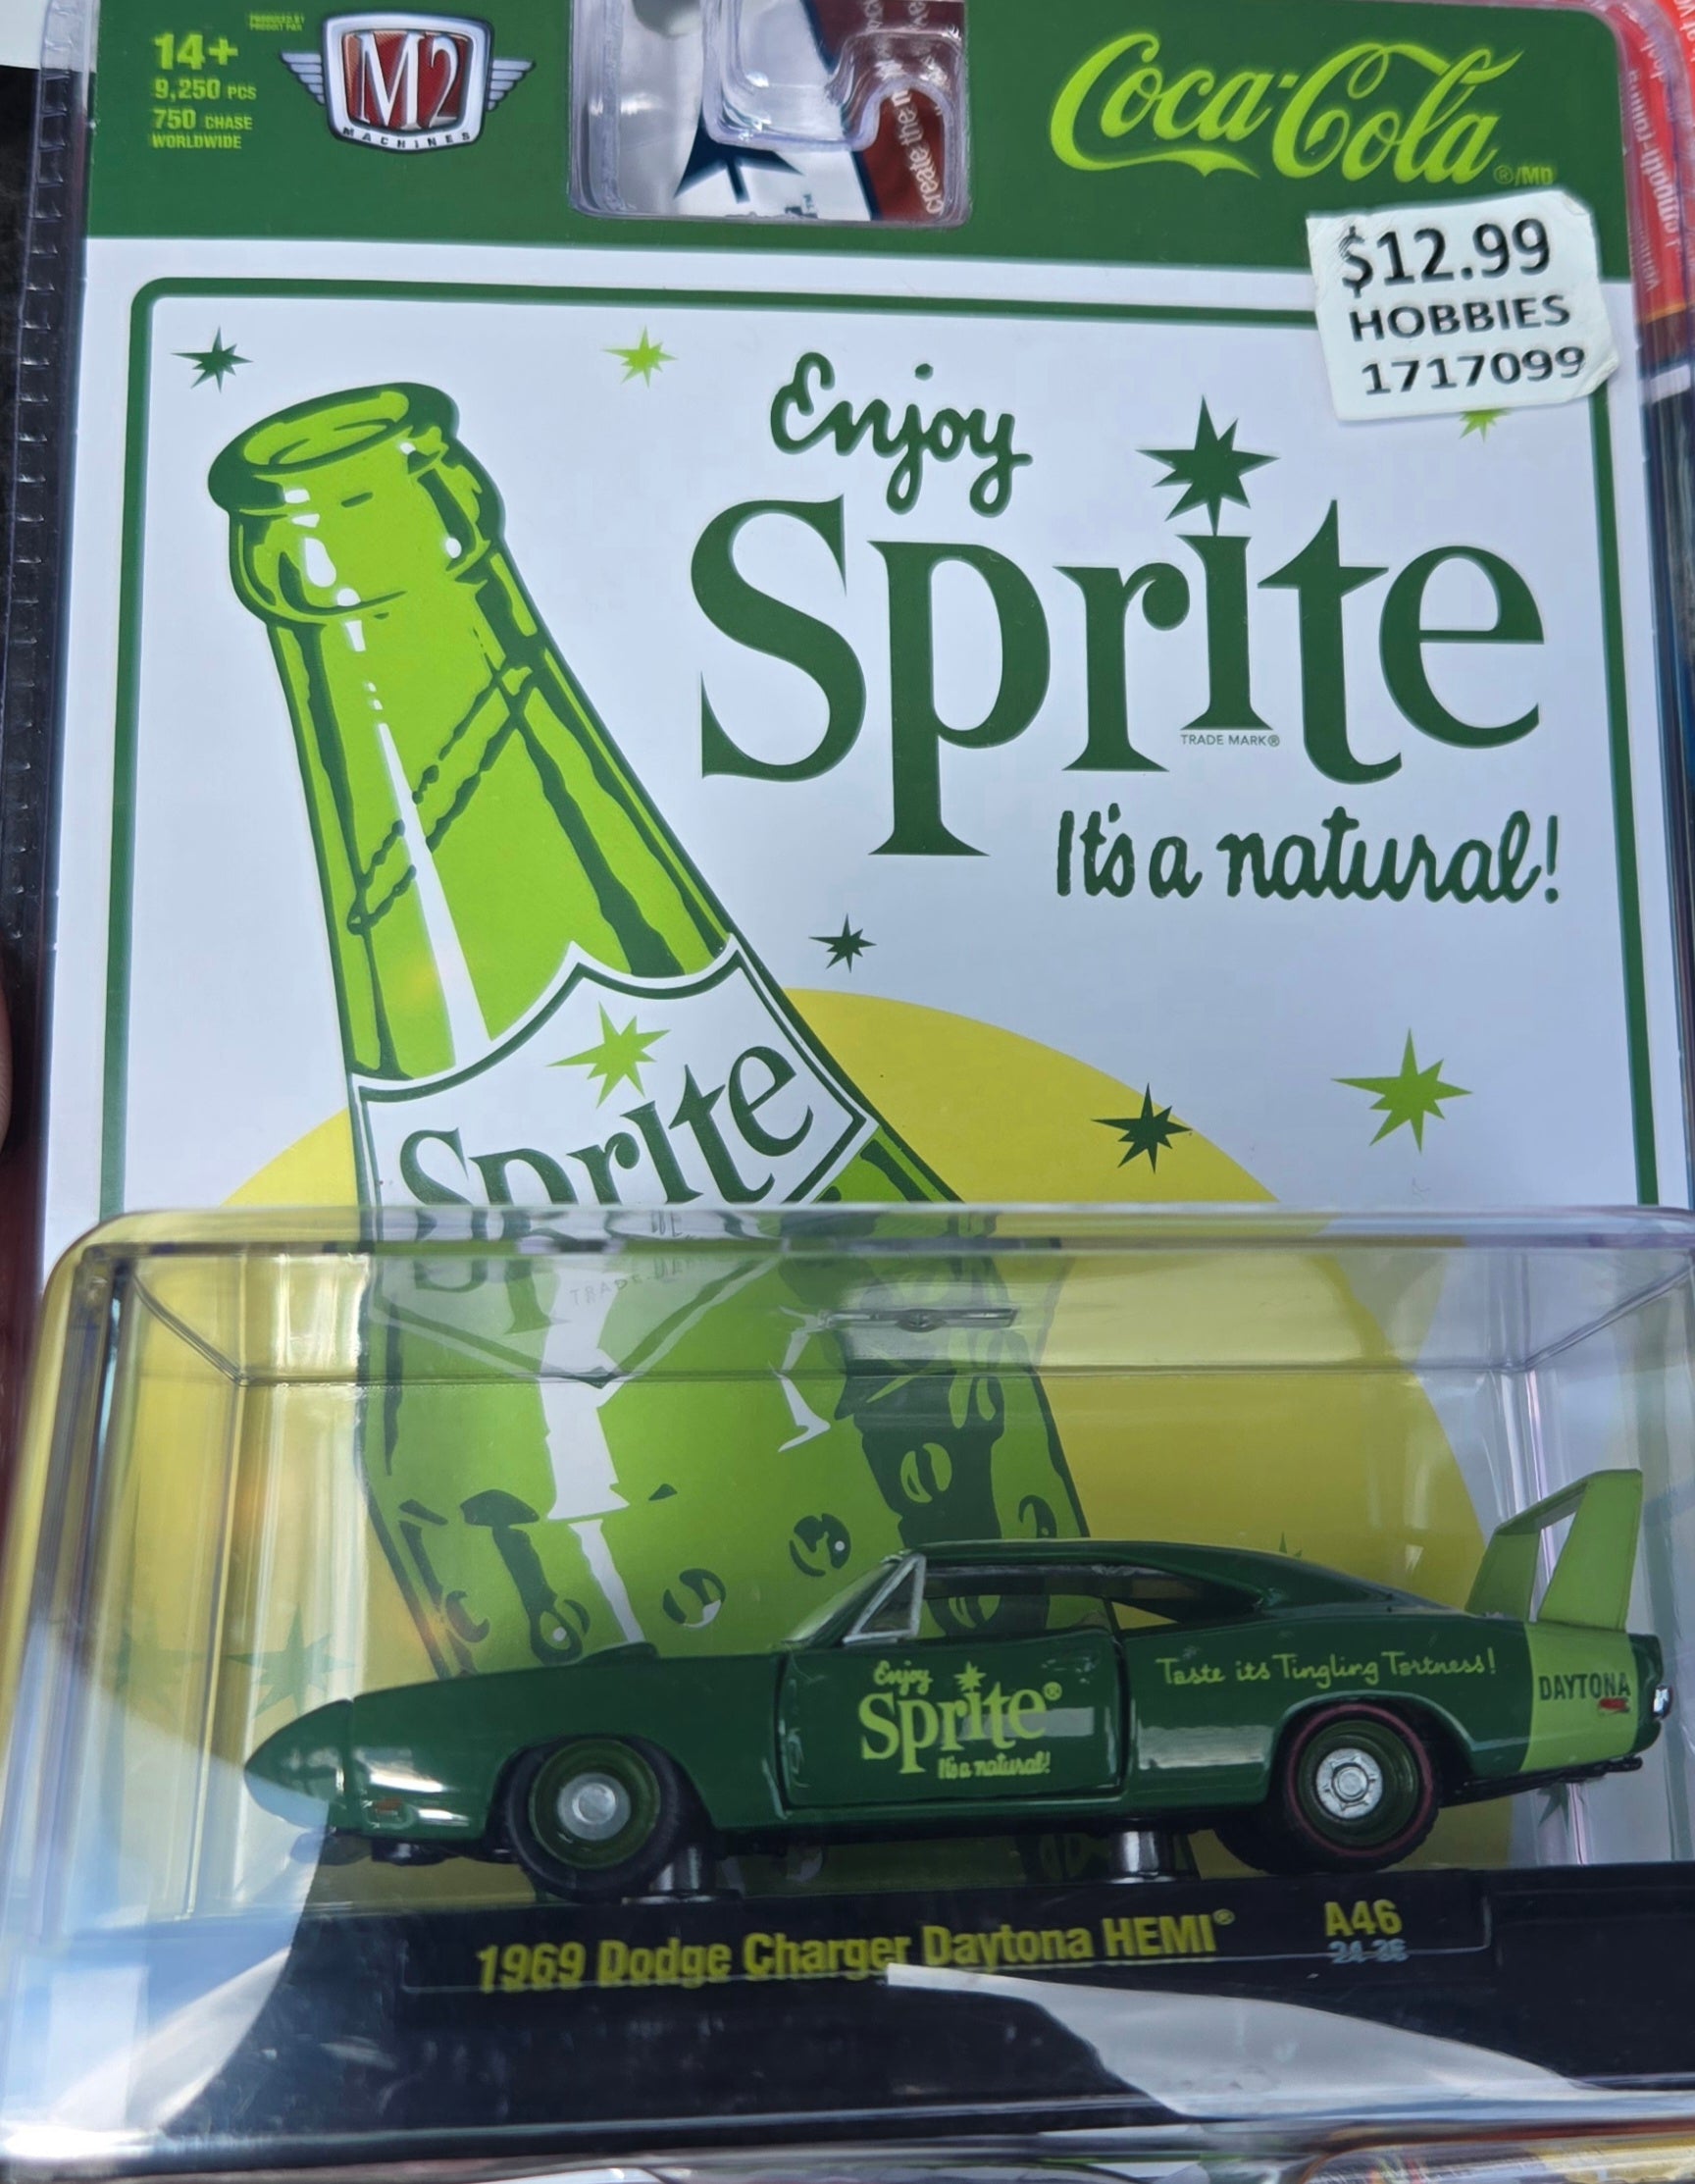 14+
9,250 PCS
750 CHASE
WORLDWIDE
M2
MACHINES
Coca-Cola ®/MD
$12.99
HOBBIES
1717099
Enjoy
Sprite
TRADE MARK®
It's a natural!
Sprite
Enjoy
Sprite®
It's a natural!
Taste its Tingling Tartness!
DAYTONA
1969 Dodge Charger Daytona HEMI® A46